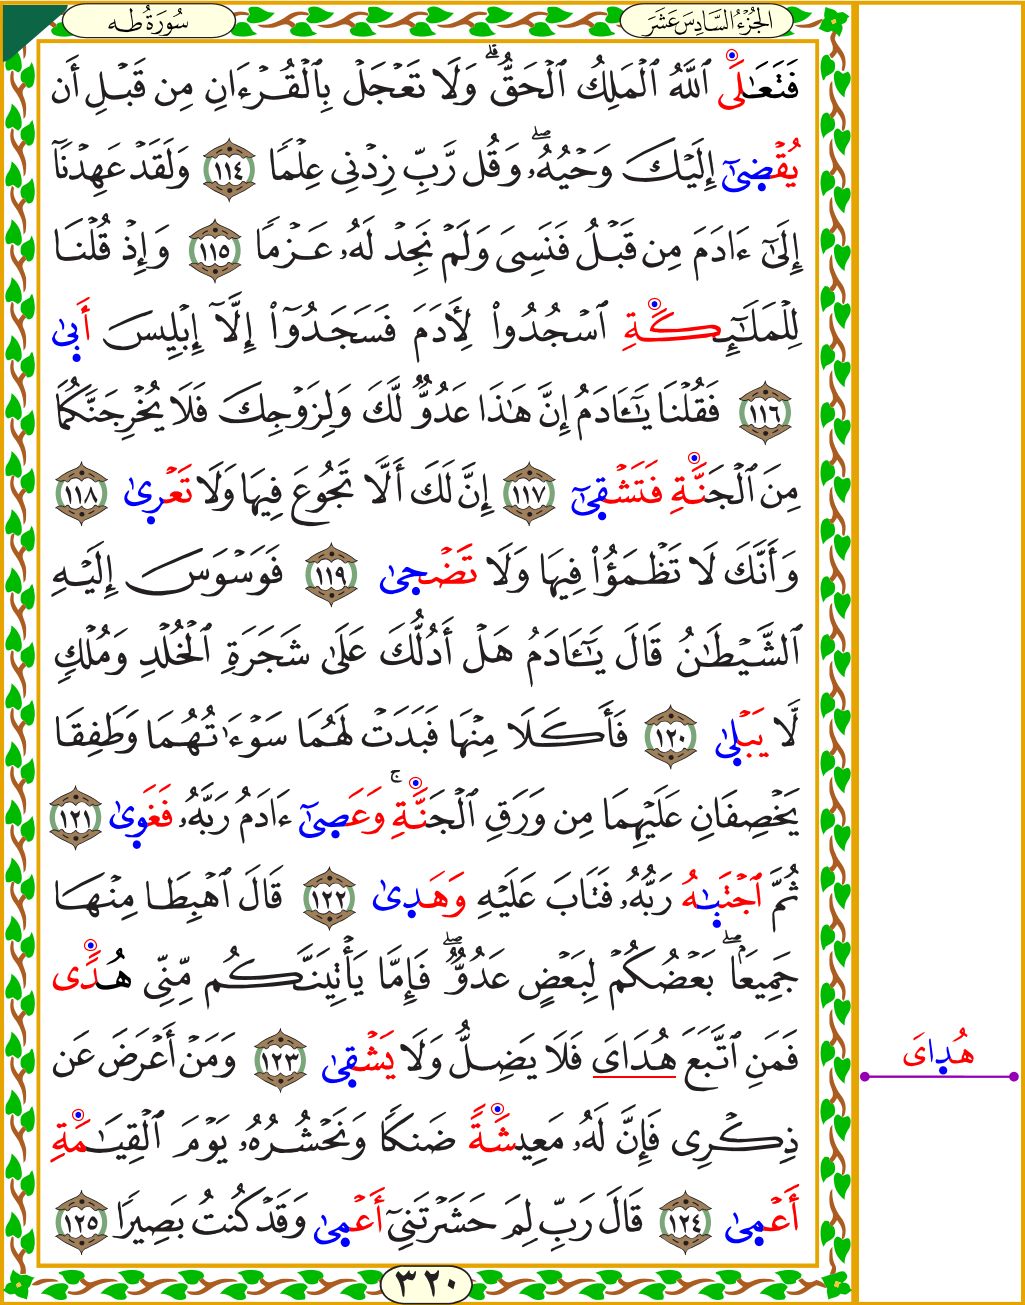 الجُزْءُ السَّادِسَ عَشَرَ
سُورَةُ طه
فَتَعَٰلَى ٱللَّهُ ٱلْمَلِكُ ٱلْحَقُّ ۗ وَلَا تَعْجَلْ بِٱلْقُرْءَانِ مِن قَبْلِ أَن
يُقْضِىٰٓ إِلَيْكَ وَحْيُهُۥ ۖ وَقُل رَّبِّ زِدْنِى عِلْمًا ١١٤ وَلَقَدْ عَهِدْنَآ
إِلَىٰٓ ءَادَمَ مِن قَبْلُ فَنَسِىَ وَلَمْ نَجِدْ لَهُۥ عَزْمًا ١١٥ وَإِذْ قُلْنَا
لِلْمَلَٰٓئِكَةِ ٱسْجُدُوا۟ لِأَدَمَ فَسَجَدُوٓا۟ إِلَّآ إِبْلِيسَ أَبِىٰ
١١٦ فَقُلْنَا يَٰٓـَٔادَمُ إِنَّ هَٰذَا عَدُوٌّ لَّكَ وَلِزَوْجِكَ فَلَا يُخْرِجَنَّكُمَا
مِنَ ٱلْجَنَّةِ فَتَشْقِىٰٓ ١١٧ إِنَّ لَكَ أَلَّا تَجُوعَ فِيهَا وَلَا تَعْرِىٰ ١١٨
وَأَنَّكَ لَا تَظْمَؤُا۟ فِيهَا وَلَا تَضْحِىٰ ١١٩ فَوَسْوَسَ إِلَيْهِ
ٱلشَّيْطَٰنُ قَالَ يَٰٓـَٔادَمُ هَلْ أَدُلُّكَ عَلَىٰ شَجَرَةِ ٱلْخُلْدِ وَمُلْكٍ
لَّا يَبْلِىٰ ١٢٠ فَأَكَلَا مِنْهَا فَبَدَتْ لَهُمَا سَوْءَٰتُهُمَا وَطَفِقَا
يَخْصِفَانِ عَلَيْهِمَا مِن وَرَقِ ٱلْجَنَّةِ ۚ وَعَصِىٰٓ ءَادَمُ رَبَّهُۥ فَغَوِىٰ ١٢١
ثُمَّ ٱجْتَبِٰهُ رَبُّهُۥ فَتَابَ عَلَيْهِ وَهَدِىٰ ١٢٢ قَالَ ٱهْبِطَا مِنْهَا
جَمِيعًۢا ۖ بَعْضُكُمْ لِبَعْضٍ عَدُوٌّ ۖ فَإِمَّا يَأْتِيَنَّكُم مِّنِّى هُدًى
فَمَنِ ٱتَّبَعَ هُدَاىَ فَلَا يَضِلُّ وَلَا يَشْقِىٰ ١٢٣ وَمَنْ أَعْرَضَ عَن
هُدِاىَ
ذِكْرِى فَإِنَّ لَهُۥ مَعِيشَةً ضَنكًا وَنَحْشُرُهُۥ يَوْمَ ٱلْقِيَٰمَةِ
أَعْمِىٰ ١٢٤ قَالَ رَبِّ لِمَ حَشَرْتَنِىٓ أَعْمِىٰ وَقَدْ كُنتُ بَصِيرًا ١٢٥
٣٢٠